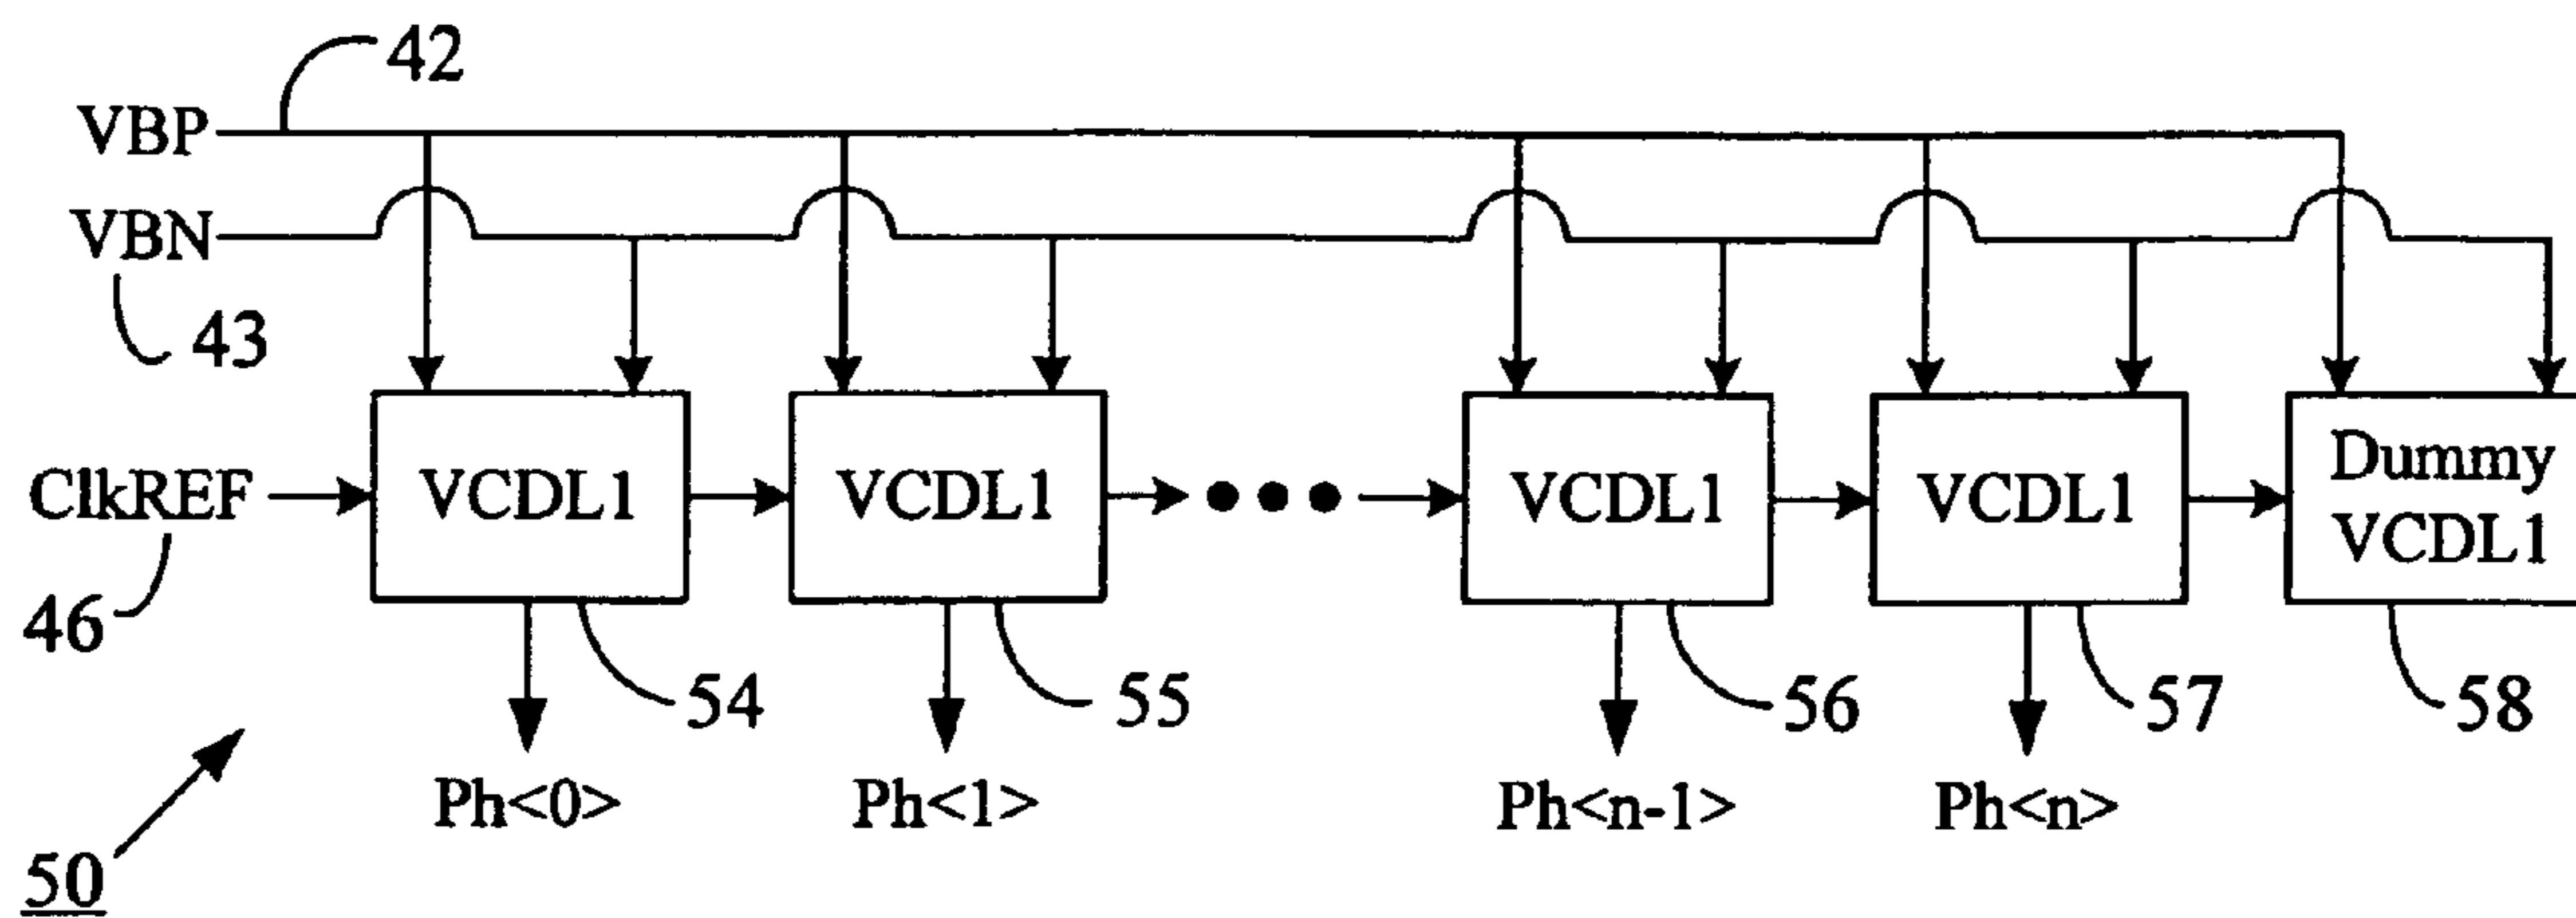 42
VBP
VBN
43
ClkREF
46
VCDL1
VCDL1
VCDL1
VCDL1
Dummy
VCDL1
54
55
56
57
58
Ph<0>
Ph<1>
Ph<n-1>
Ph<n>
50